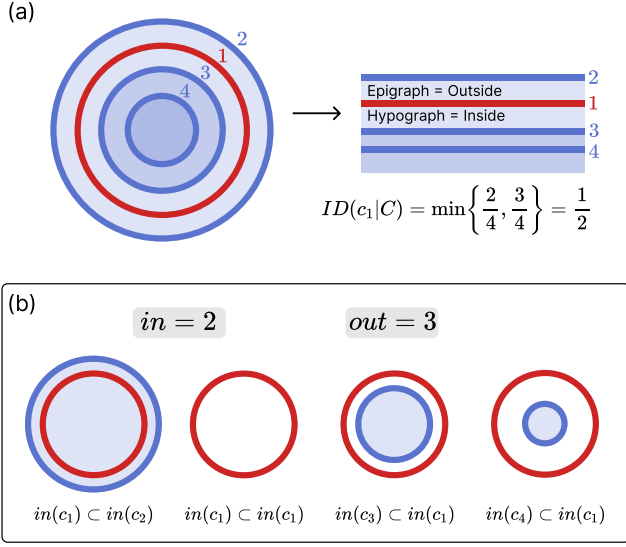 (a)
2
1
3
4
2
Epigraph = Outside
1
Hypograph = Inside
3
4
ID(c₁|C) = min{2/4, 3/4} = 1/2
(b)
in = 2 out = 3
in(c₁) ⊂ in(c₂) in(c₁) ⊂ in(c₁) in(c₃) ⊂ in(c₁) in(c₄) ⊂ in(c₁)